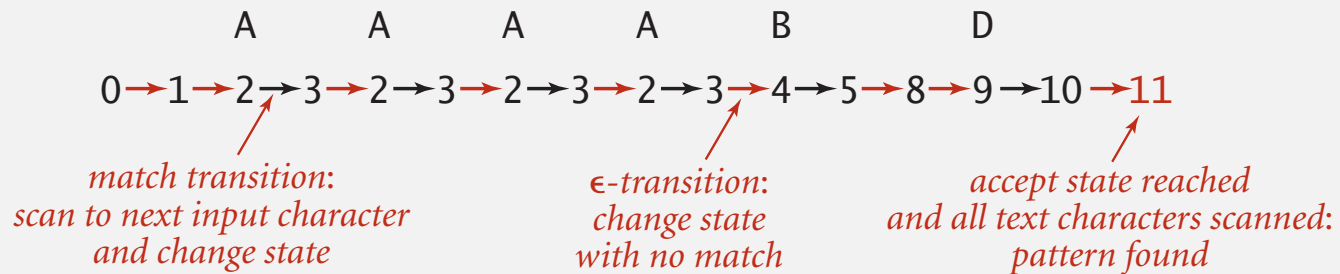 A A A A B D
0 1 2 3 2 3 2 3 2 3 4 5 8 9 10 11
match transition:
scan to next input character
and change state
ϵ-transition:
change state
with no match
accept state reached
and all text characters scanned:
pattern found